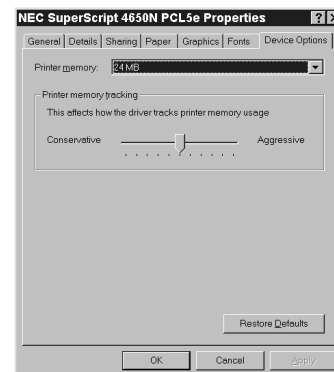 NEC SuperScript 4650N PCL5e Properties
General Details Sharing Paper Graphics Fonts Device Options
Printer memory: 24 MB
Printer memory tracking
This affects how the driver tracks printer memory usage
Conservative Aggressive
Restore Defaults
OK Cancel Apply